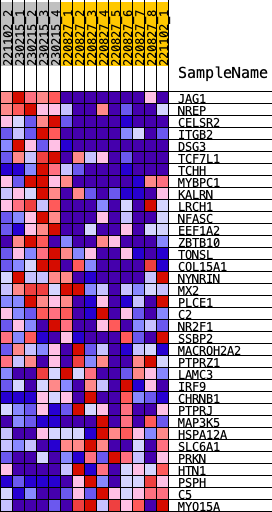 221102_3
230215_1
230215_2
230215_3
230215_4
220827_1
220827_2
220827_3
220827_4
220827_5
220827_6
220827_7
220827_8
221102_1
SampleName
JAG1
NREP
CELSR2
ITGB2
DSG3
TCF7L1
TCHH
MYBPC1
KALRN
LRCH1
NFASC
EEF1A2
ZBTB10
TONSL
COL15A1
NYNRIN
MX2
PLCE1
C2
NR2F1
SSBP2
MACROH2A2
PTPRZ1
LAMC3
IRF9
CHRNB1
PTPRJ
MAP3K5
HSPA12A
SLC6A1
PRKN
HTN1
PSPH
C5
MYO15A